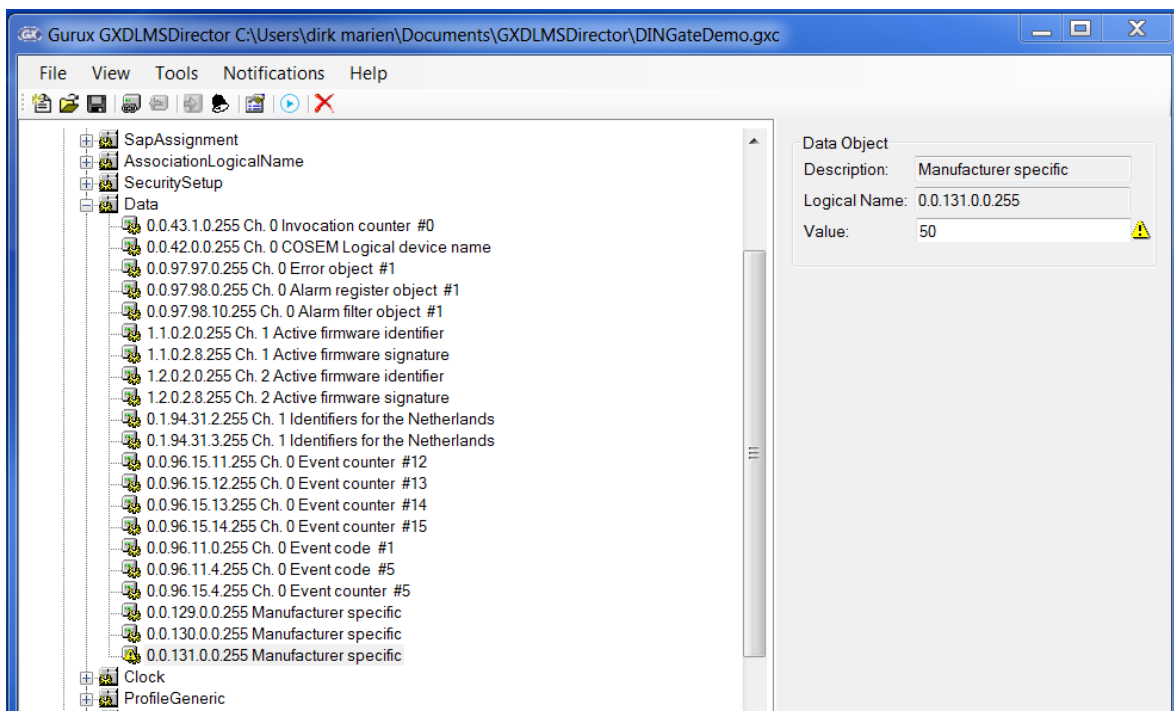 Gurux GXDLMSDirector C:\Users\dirk marien\Documents\GXDLMSDirector\DINGateDemo.gxc
File View Tools Notifications Help
SapAssignment
AssociationLogicalName
SecuritySetup
Data
0.0.43.1.0.255 Ch. 0 Invocation counter #0
0.0.42.0.0.255 Ch. 0 COSEM Logical device name
0.0.97.97.0.255 Ch. 0 Error object #1
0.0.97.98.0.255 Ch. 0 Alarm register object #1
0.0.97.98.10.255 Ch. 0 Alarm filter object #1
1.1.0.2.0.255 Ch. 1 Active firmware identifier
1.1.0.2.8.255 Ch. 1 Active firmware signature
1.2.0.2.0.255 Ch. 2 Active firmware identifier
1.2.0.2.8.255 Ch. 2 Active firmware signature
0.1.94.31.2.255 Ch. 1 Identifiers for the Netherlands
0.1.94.31.3.255 Ch. 1 Identifiers for the Netherlands
0.0.96.15.11.255 Ch. 0 Event counter #12
0.0.96.15.12.255 Ch. 0 Event counter #13
0.0.96.15.13.255 Ch. 0 Event counter #14
0.0.96.15.14.255 Ch. 0 Event counter #15
0.0.96.11.0.255 Ch. 0 Event code #1
0.0.96.11.4.255 Ch. 0 Event code #5
0.0.96.15.4.255 Ch. 0 Event counter #5
0.0.129.0.0.255 Manufacturer specific
0.0.130.0.0.255 Manufacturer specific
0.0.131.0.0.255 Manufacturer specific
Clock
ProfileGeneric
Data Object
Description: Manufacturer specific
Logical Name: 0.0.131.0.0.255
Value: 50